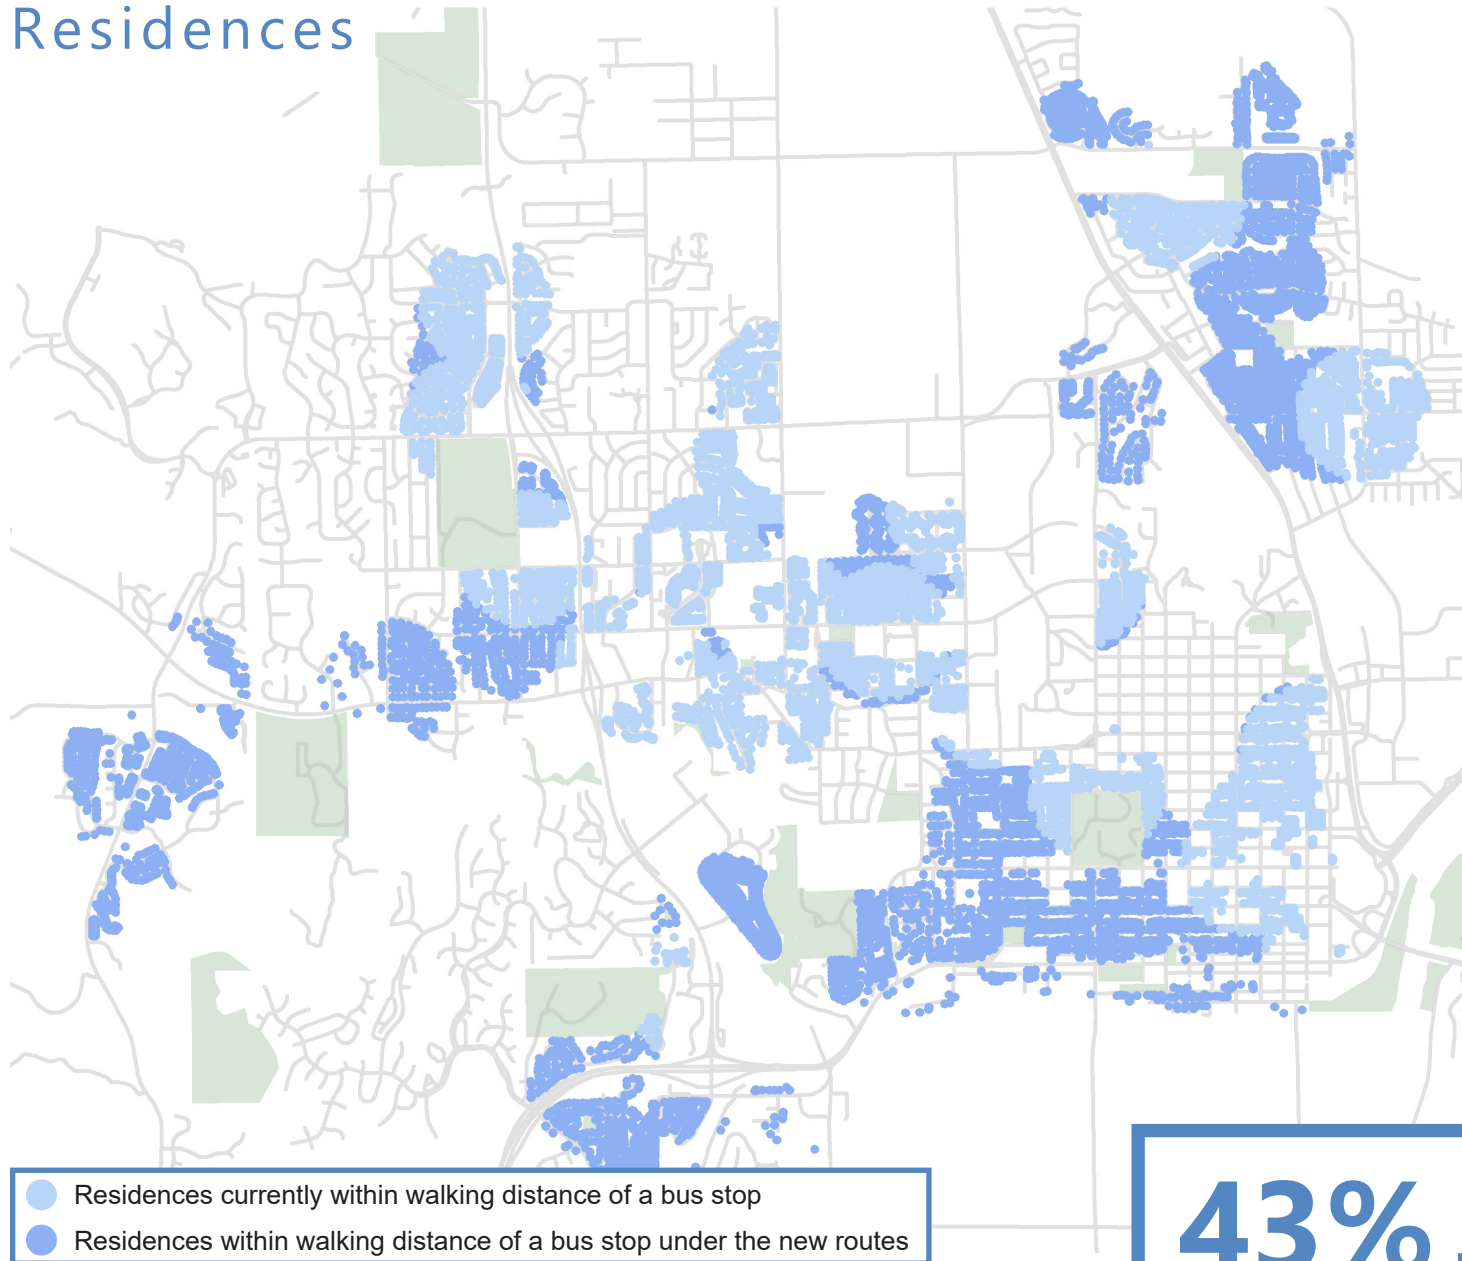 Residences
Residences currently within walking distance of a bus stop
Residences within walking distance of a bus stop under the new routes
43%